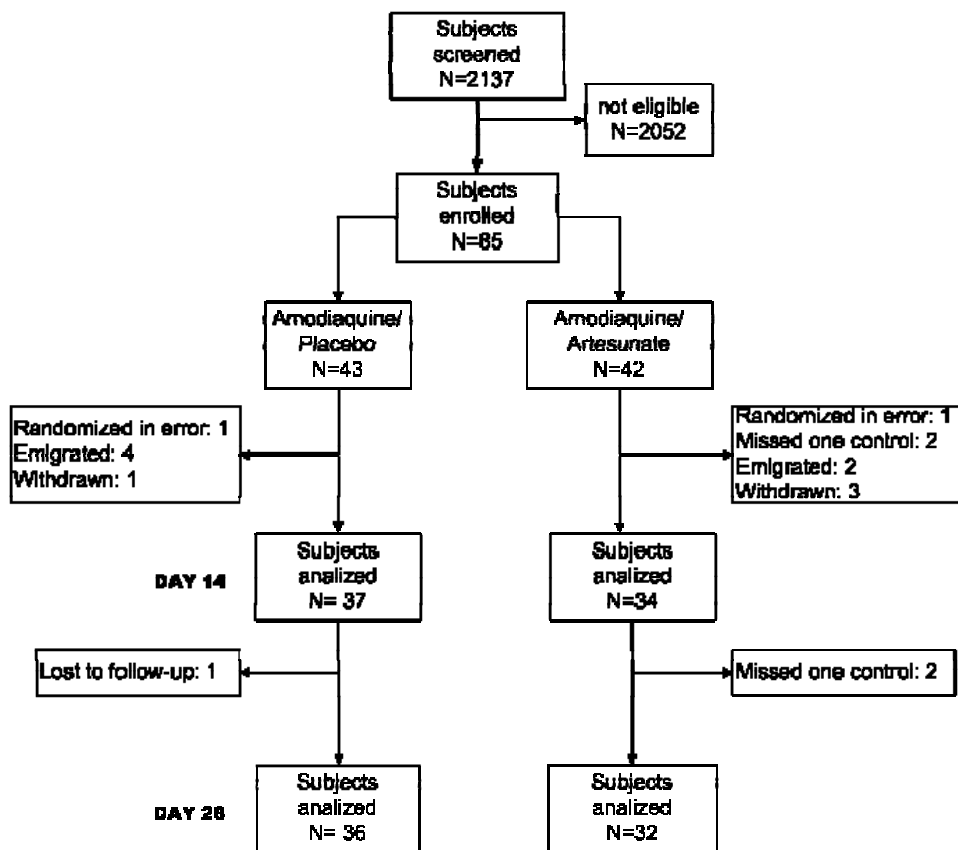 Subjects
screened
N=2137
not eligible
N=2052
Subjects
enrolled
N=85
Amodiaquine/
Placebo
N=43
Amodiaquine/
Artesunate
N=42
Randomized in error: 1
Emigrated: 4
Withdrawn: 1
Randomized in error: 1
Missed one control: 2
Emigrated: 2
Withdrawn: 3
DAY 14
Subjects
analized
N= 37
Subjects
analized
N=34
Lost to follow-up: 1
Missed one control: 2
DAY 28
Subjects
analized
N= 36
Subjects
analized
N=32